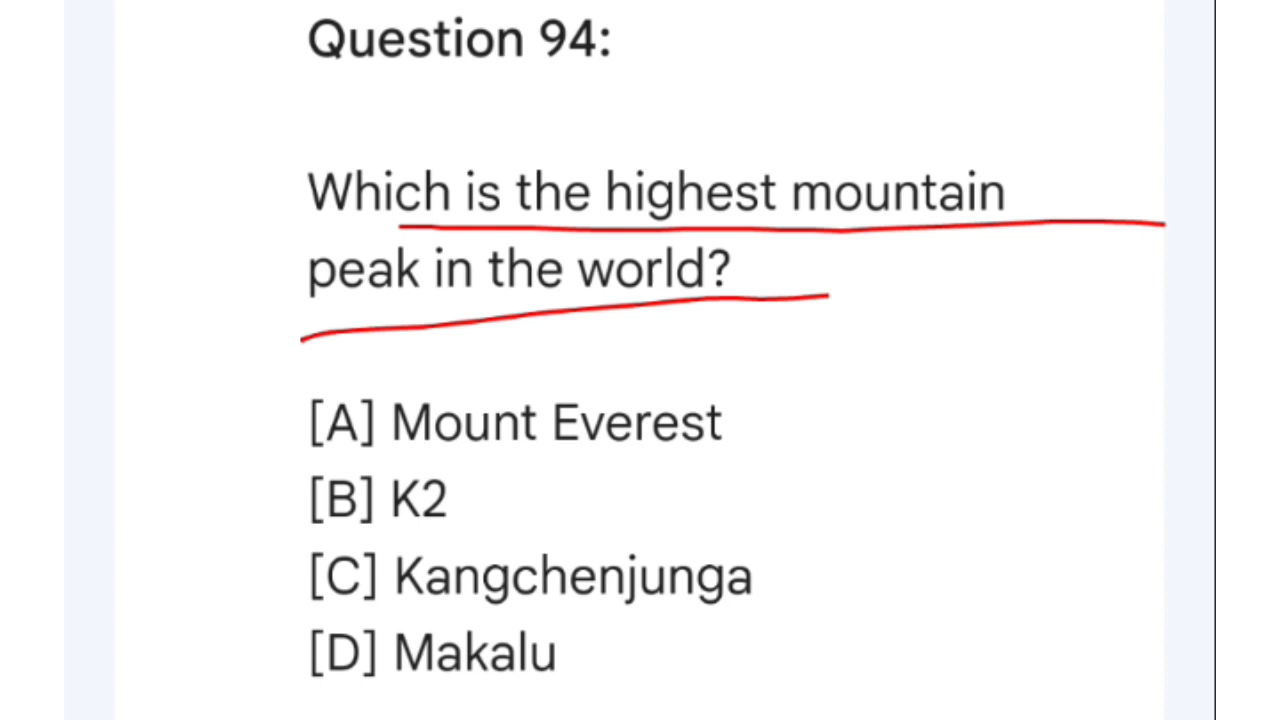 Question 94:
Which is the highest mountain
peak in the world?
[A] Mount Everest
[B] K2
[C] Kangchenjunga
[D] Makalu